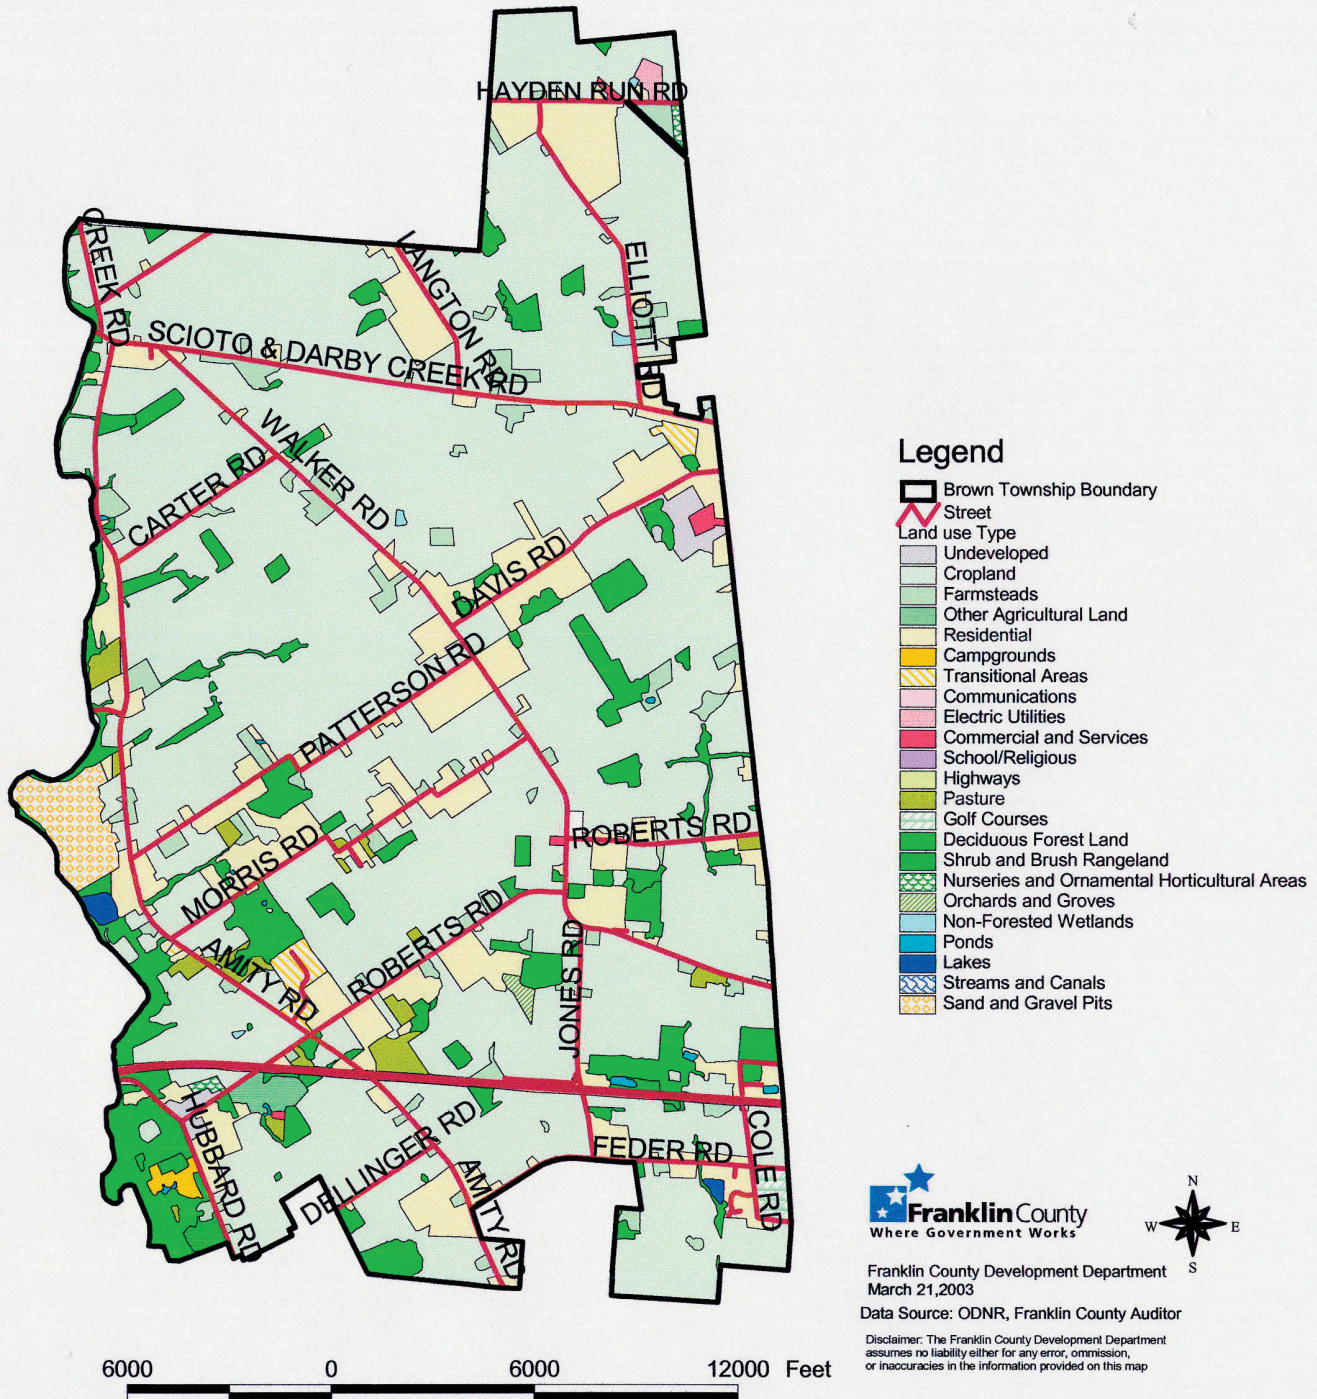 HAYDEN RUN RD
CREEK RD
LANGTON RD
ELLIOTT RD
SCIOTO & DARBY CREEK RD
WALKER RD
CARTER RD
DAVIS RD
PATTERSON RD
ROBERTS RD
MORRIS RD
ROBERTS RD
AMITY RD
JONES RD
HUBBARD RD
DELLINGER RD
FEDER RD
COLE RD
AMITY RD
Legend
Brown Township Boundary
Street
Land use Type
Undeveloped
Cropland
Farmsteads
Other Agricultural Land
Residential
Campgrounds
Transitional Areas
Communications
Electric Utilities
Commercial and Services
School/Religious
Highways
Pasture
Golf Courses
Deciduous Forest Land
Shrub and Brush Rangeland
Nurseries and Ornamental Horticultural Areas
Orchards and Groves
Non-Forested Wetlands
Ponds
Lakes
Streams and Canals
Sand and Gravel Pits
Franklin County
Where Government Works
N
W E
S
Franklin County Development Department
March 21,2003
Data Source: ODNR, Franklin County Auditor
Disclaimer: The Franklin County Development Department
assumes no liability either for any error, ommission,
or inaccuracies in the information provided on this map
6000 0 6000 12000 Feet